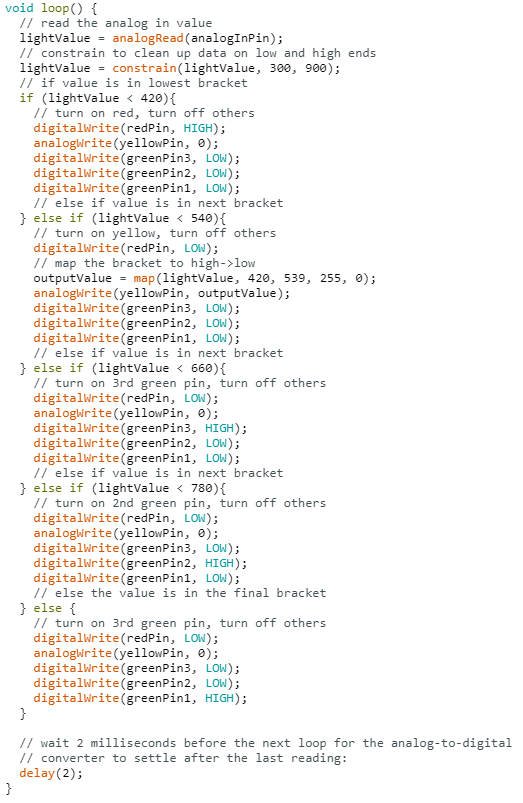 void loop() {
  // read the analog in value
  lightValue = analogRead(analogInPin);
  // constrain to clean up data on low and high ends
  lightValue = constrain(lightValue, 300, 900);
  // if value is in lowest bracket
  if (lightValue < 420){
    // turn on red, turn off others
    digitalWrite(redPin, HIGH);
    analogWrite(yellowPin, 0);
    digitalWrite(greenPin3, LOW);
    digitalWrite(greenPin2, LOW);
    digitalWrite(greenPin1, LOW);
    // else if value is in next bracket
  } else if (lightValue < 540){
    // turn on yellow, turn off others
    digitalWrite(redPin, LOW);
    // map the bracket to high->low
    outputValue = map(lightValue, 420, 539, 255, 0);
    analogWrite(yellowPin, outputValue);
    digitalWrite(greenPin3, LOW);
    digitalWrite(greenPin2, LOW);
    digitalWrite(greenPin1, LOW);
    // else if value is in next bracket
  } else if (lightValue < 660){
    // turn on 3rd green pin, turn off others
    digitalWrite(redPin, LOW);
    analogWrite(yellowPin, 0);
    digitalWrite(greenPin3, HIGH);
    digitalWrite(greenPin2, LOW);
    digitalWrite(greenPin1, LOW);
    // else if value is in next bracket
  } else if (lightValue < 780){
    // turn on 2nd green pin, turn off others
    digitalWrite(redPin, LOW);
    analogWrite(yellowPin, 0);
    digitalWrite(greenPin3, LOW);
    digitalWrite(greenPin2, HIGH);
    digitalWrite(greenPin1, LOW);
    // else the value is in the final bracket
  } else {
    // turn on 3rd green pin, turn off others
    digitalWrite(redPin, LOW);
    analogWrite(yellowPin, 0);
    digitalWrite(greenPin3, LOW);
    digitalWrite(greenPin2, LOW);
    digitalWrite(greenPin1, HIGH);
  }

  // wait 2 milliseconds before the next loop for the analog-to-digital
  // converter to settle after the last reading:
  delay(2);
}